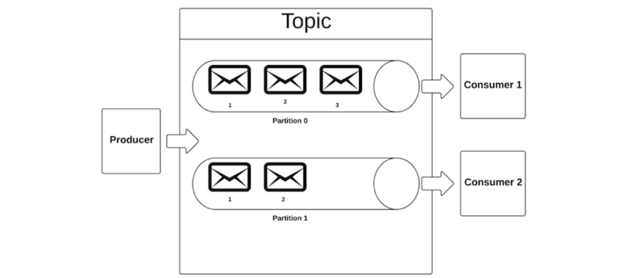 Topic
1 2 3
Partition 0
Consumer 1
Producer
1 2
Partition 1
Consumer 2